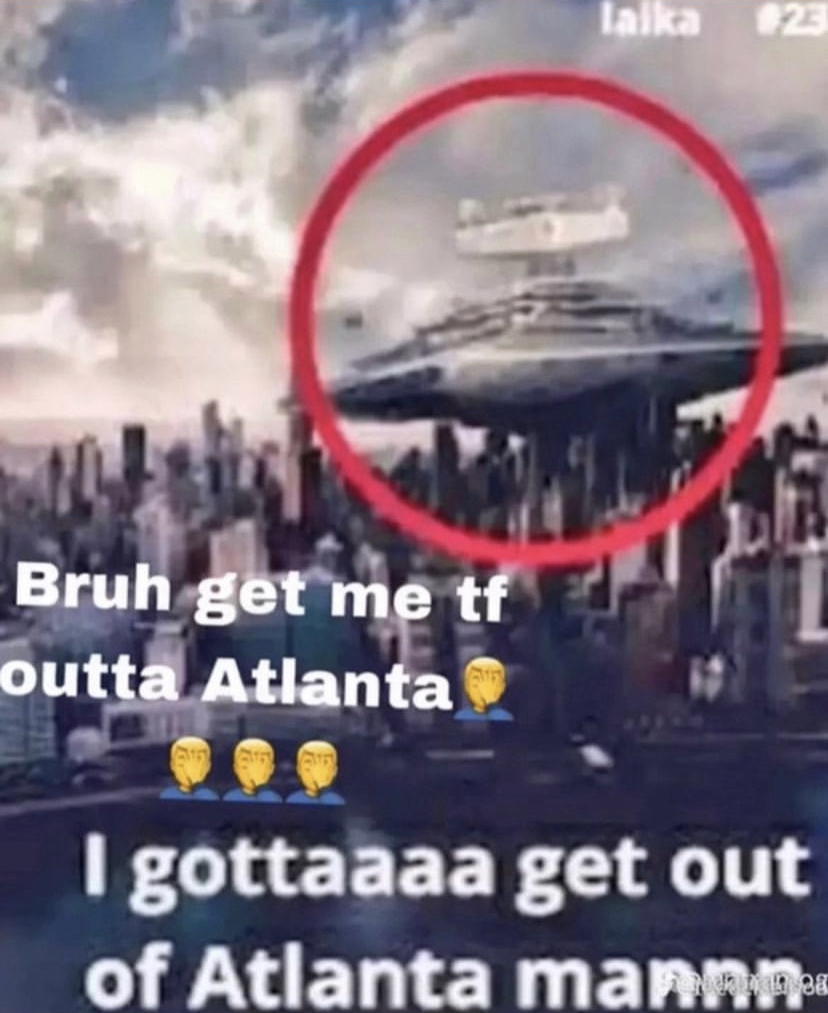 laika #23
Bruh get me tf
outta Atlanta🤦‍♂️
🤦‍♂️🤦‍♂️🤦‍♂️
I gottaaaa get out
of Atlanta mannn